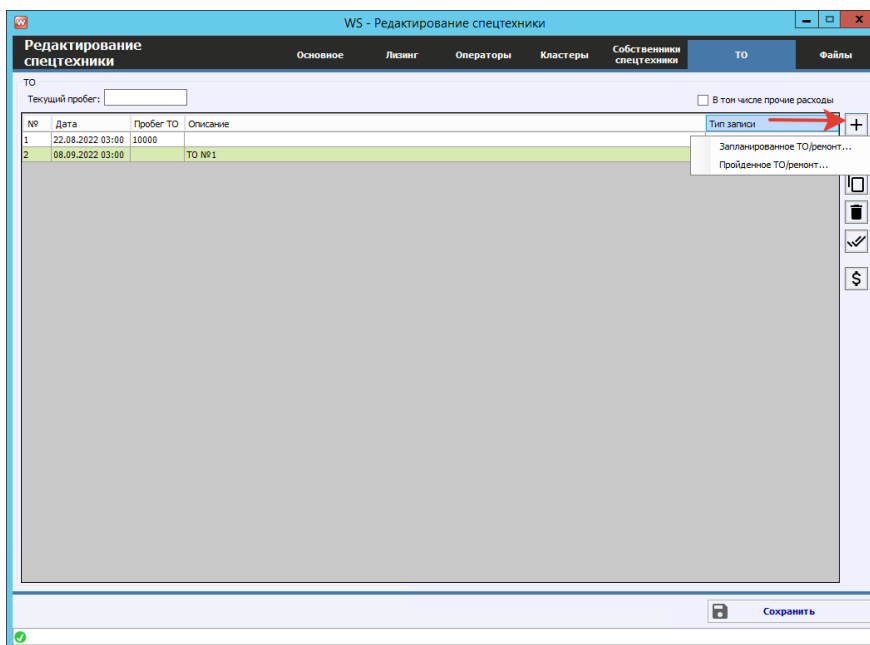 WS - Редактирование спецтехники
Редактирование спецтехники
Основное Лизинг Операторы Кластеры Собственники спецтехники ТО Файлы
ТО
Текущий пробег:
В том числе прочие расходы
№ Дата Пробег ТО Описание Тип записи
1 22.08.2022 03:00 10000
2 08.09.2022 03:00 ТО №1
Запланированное ТО/ремонт...
Пройденное ТО/ремонт...
Сохранить